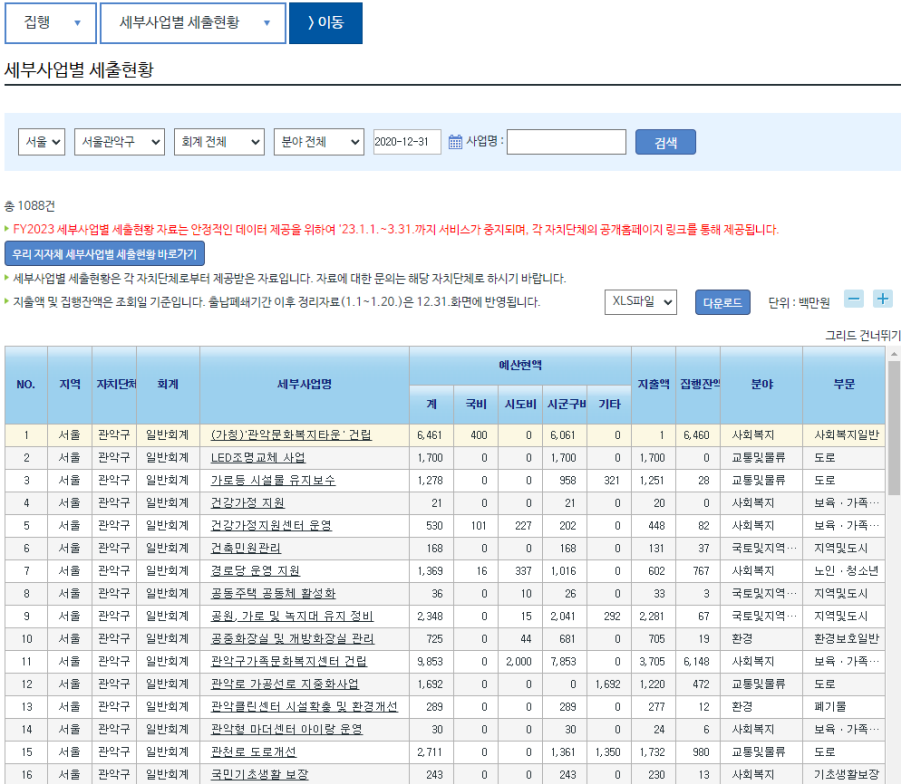 집행 세부사업별 세출현황 〉이동
세부사업별 세출현황
서울 서울관악구 회계 전체 분야 전체 2020-12-31 사업명 : 검색
총 1088건
FY2023 세부사업별 세출현황 자료는 안정적인 데이터 제공을 위하여 '23.1.1.~3.31.까지 서비스가 중지되며, 각 자치단체의 공개홈페이지 링크를 통해 제공됩니다.
우리 지자체 세부사업별 세출현황 바로가기
세부사업별 세출현황은 각 자치단체로부터 제공받은 자료입니다. 자료에 대한 문의는 해당 자치단체로 하시기 바랍니다.
지출액 및 집행잔액은 조회일 기준입니다. 출납폐쇄기간 이후 정리자료(1.1~1.20.)은 12.31.화면에 반영됩니다. XLS파일 다운로드 단위 : 백만원
그리드 건너뛰기
NO. 지역 자치단체 회계 세부사업명 예산현액 지출액 집행잔액 분야 부문
계 국비 시도비 시군구비 기타
1 서울 관악구 일반회계 (가칭)'관악문화복지타운' 건립 6,461 400 0 6,061 0 1 6,460 사회복지 사회복지일반
2 서울 관악구 일반회계 LED조명교체 사업 1,700 0 0 1,700 0 1,700 0 교통및물류 도로
3 서울 관악구 일반회계 가로등 시설물 유지보수 1,278 0 0 958 321 1,251 28 교통및물류 도로
4 서울 관악구 일반회계 건강가정 지원 21 0 0 21 0 20 0 사회복지 보육ㆍ가족…
5 서울 관악구 일반회계 건강가정지원센터 운영 530 101 227 202 0 448 82 사회복지 보육ㆍ가족…
6 서울 관악구 일반회계 건축민원관리 168 0 0 168 0 131 37 국토및지역… 지역및도시
7 서울 관악구 일반회계 경로당 운영 지원 1,369 16 337 1,016 0 602 767 사회복지 노인ㆍ청소년
8 서울 관악구 일반회계 공동주택 공동체 활성화 36 0 10 26 0 33 3 국토및지역… 지역및도시
9 서울 관악구 일반회계 공원, 가로 및 녹지대 유지 정비 2,348 0 15 2,041 292 2,281 67 국토및지역… 지역및도시
10 서울 관악구 일반회계 공중화장실 및 개방화장실 관리 725 0 44 681 0 705 19 환경 환경보호일반
11 서울 관악구 일반회계 관악구가족문화복지센터 건립 9,853 0 2,000 7,853 0 3,705 6,148 사회복지 보육ㆍ가족…
12 서울 관악구 일반회계 관악로 가공선로 지중화사업 1,692 0 0 0 1,692 1,220 472 교통및물류 도로
13 서울 관악구 일반회계 관악클린센터 시설확충 및 환경개선 289 0 0 289 0 277 12 환경 폐기물
14 서울 관악구 일반회계 관악형 마더센터 아이랑 운영 30 0 0 30 0 24 6 사회복지 보육ㆍ가족…
15 서울 관악구 일반회계 관천로 도로개선 2,711 0 0 1,361 1,350 1,732 980 교통및물류 도로
16 서울 관악구 일반회계 국민기초생활 보장 243 0 0 243 0 230 13 사회복지 기초생활보장